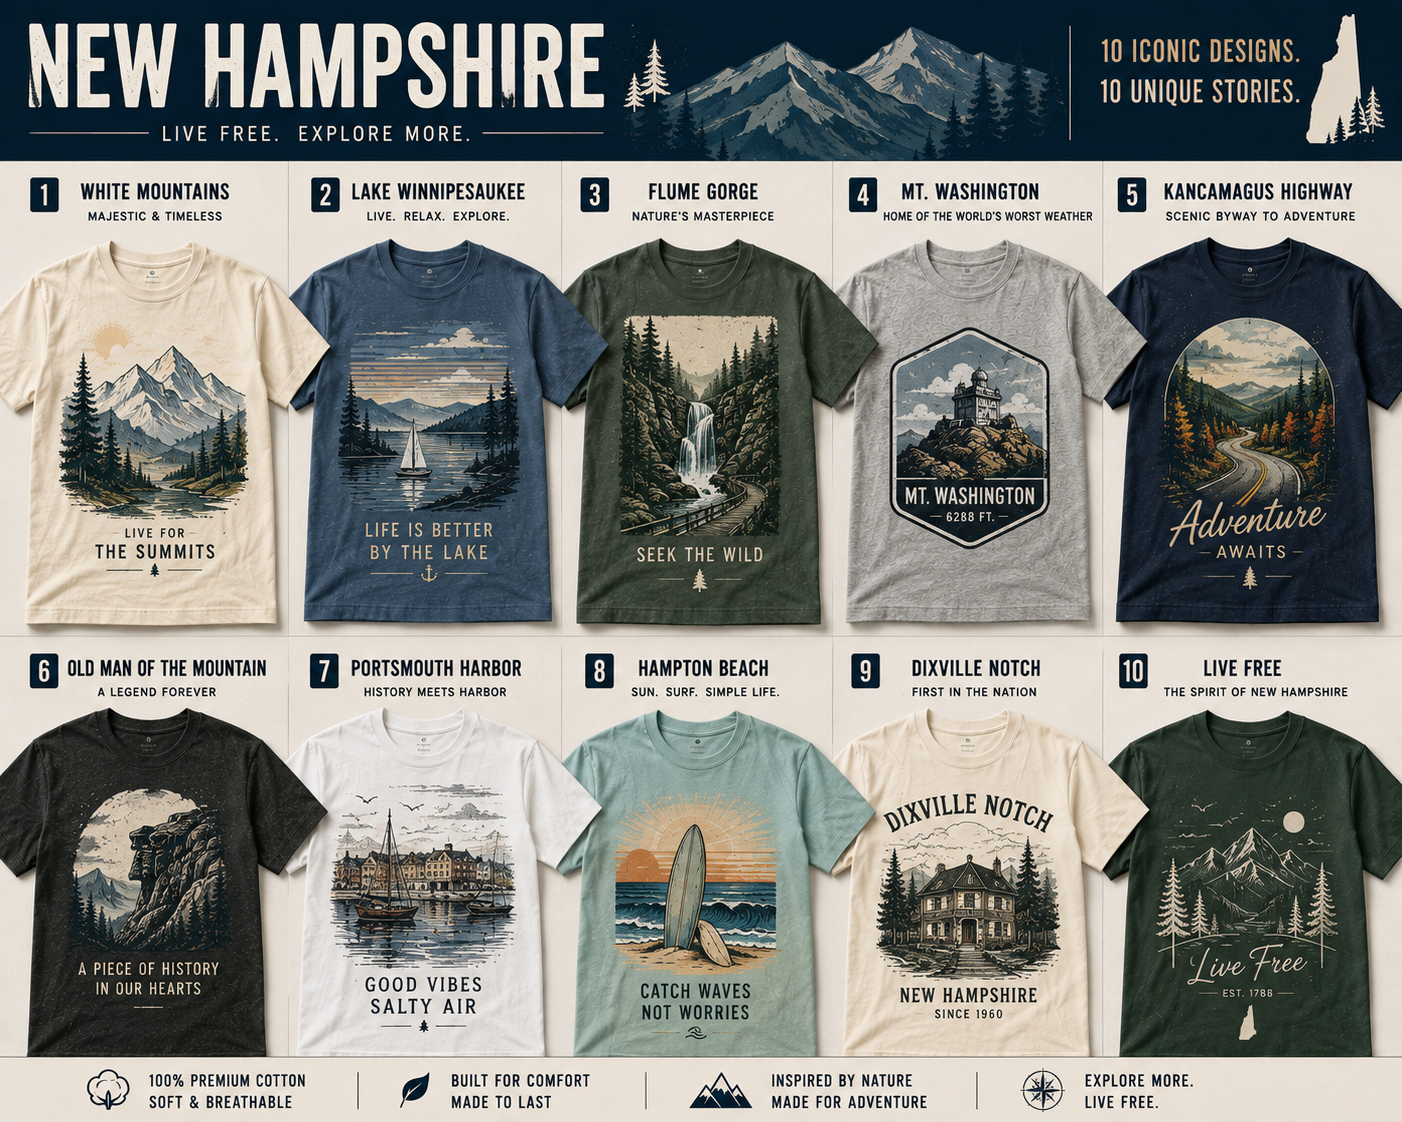 NEW HAMPSHIRE
LIVE FREE. EXPLORE MORE.
10 ICONIC DESIGNS.
10 UNIQUE STORIES.
1 WHITE MOUNTAINS
MAJESTIC & TIMELESS
LIVE FOR
THE SUMMITS
2 LAKE WINNIPESAUKEE
LIVE. RELAX. EXPLORE.
LIFE IS BETTER
BY THE LAKE
3 FLUME GORGE
NATURE'S MASTERPIECE
SEEK THE WILD
4 MT. WASHINGTON
HOME OF THE WORLD'S WORST WEATHER
MT. WASHINGTON
6288 FT.
5 KANCAMAGUS HIGHWAY
SCENIC BYWAY TO ADVENTURE
Adventure
AWAITS
6 OLD MAN OF THE MOUNTAIN
A LEGEND FOREVER
A PIECE OF HISTORY
IN OUR HEARTS
7 PORTSMOUTH HARBOR
HISTORY MEETS HARBOR
GOOD VIBES
SALTY AIR
8 HAMPTON BEACH
SUN. SURF. SIMPLE LIFE.
CATCH WAVES
NOT WORRIES
9 DIXVILLE NOTCH
FIRST IN THE NATION
DIXVILLE NOTCH
NEW HAMPSHIRE
SINCE 1960
10 LIVE FREE
THE SPIRIT OF NEW HAMPSHIRE
Live Free
EST. 1786
100% PREMIUM COTTON
SOFT & BREATHABLE
BUILT FOR COMFORT
MADE TO LAST
INSPIRED BY NATURE
MADE FOR ADVENTURE
EXPLORE MORE.
LIVE FREE.